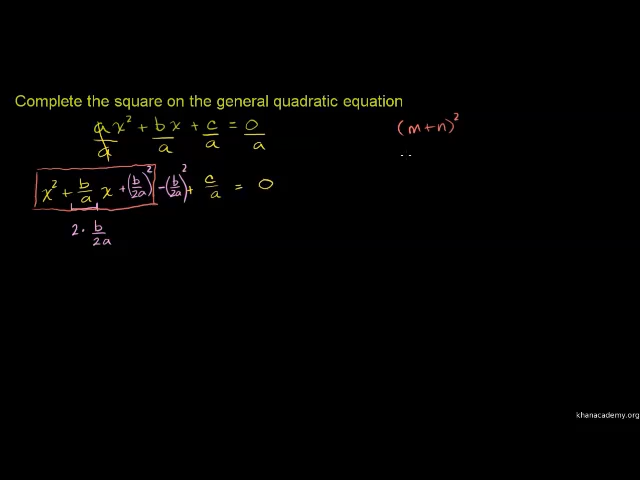 Complete the square on the general quadratic equation
ax²/a + bx/a + c/a = 0/a
(m+n)²
x² + b/a x + (b/2a)² - (b/2a)² + c/a = 0
2 · b/2a
khanacademy.org